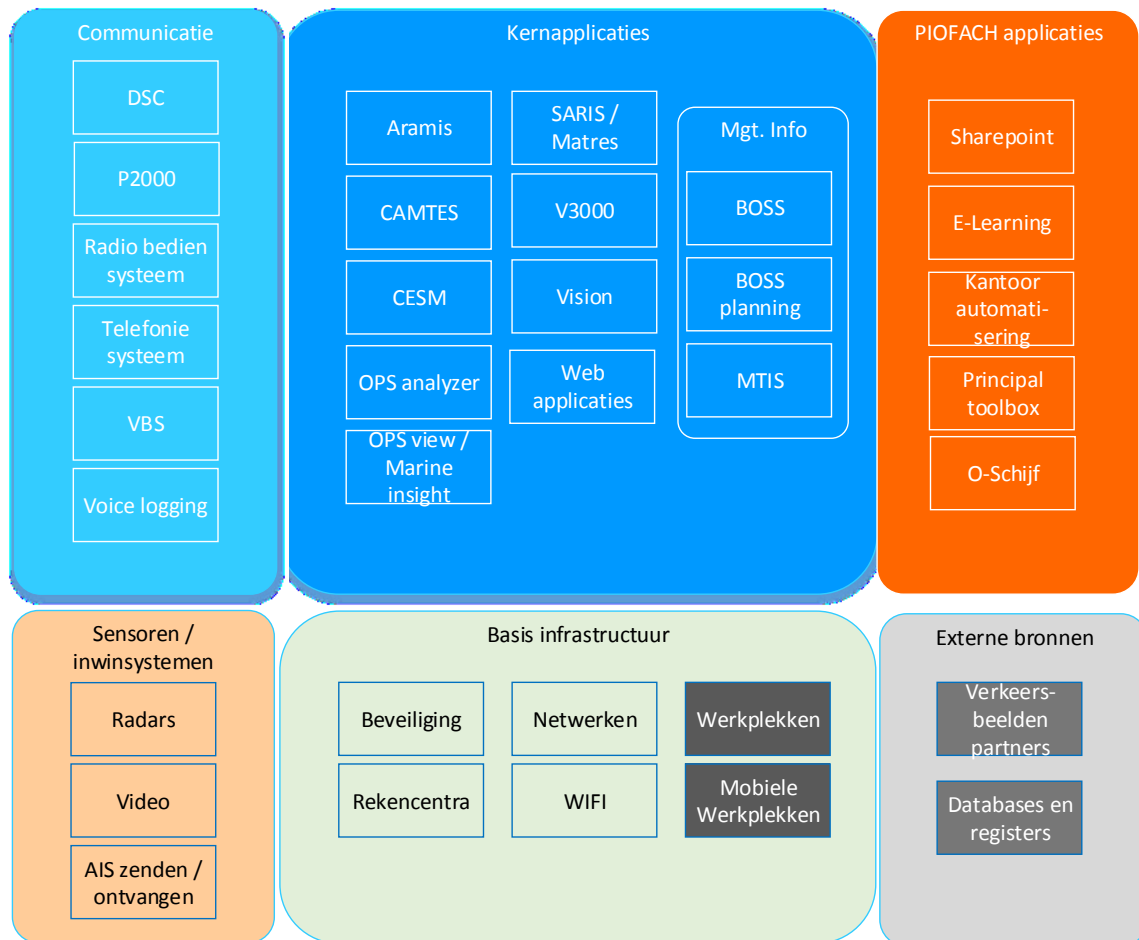 Communicatie
DSC
P2000
Radio bedien
systeem
Telefonie
systeem
VBS
Voice logging
Kernapplicaties
Aramis
CAMTES
CESM
OPS analyzer
OPS view /
Marine
insight
SARIS /
Matres
V3000
Vision
Web
applicaties
Mgt. Info
BOSS
BOSS
planning
MTIS
PIOFACH applicaties
Sharepoint
E-Learning
Kantoor
automati-
sering
Principal
toolbox
O-Schijf
Sensoren /
inwinsystemen
Radars
Video
AIS zenden /
ontvangen
Basis infrastructuur
Beveiliging
Netwerken
Werkplekken
Rekencentra
WIFI
Mobiele
Werkplekken
Externe bronnen
Verkeers-
beelden
partners
Databases en
registers